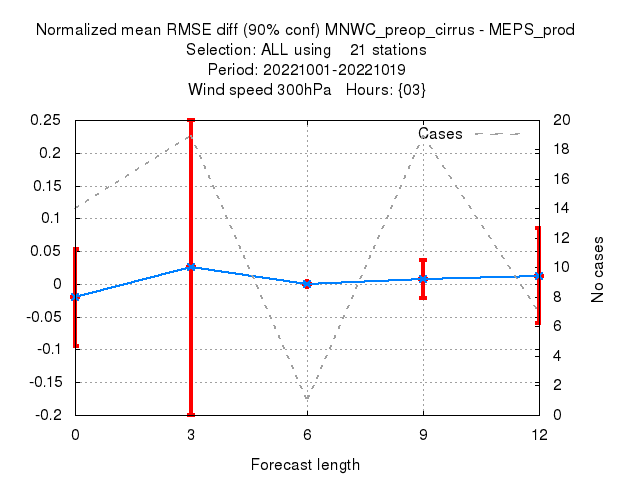 Normalized mean RMSE diff (90% conf) MNWC_preop_cirrus - MEPS_prod
Selection: ALL using    21 stations
Period: 20221001-20221019
Wind speed 300hPa   Hours: {03}
Cases
0.25
0.2
0.15
0.1
0.05
0
-0.05
-0.1
-0.15
-0.2
20
18
16
14
12
10
8
6
4
2
0
No cases
0 3 6 9 12
Forecast length